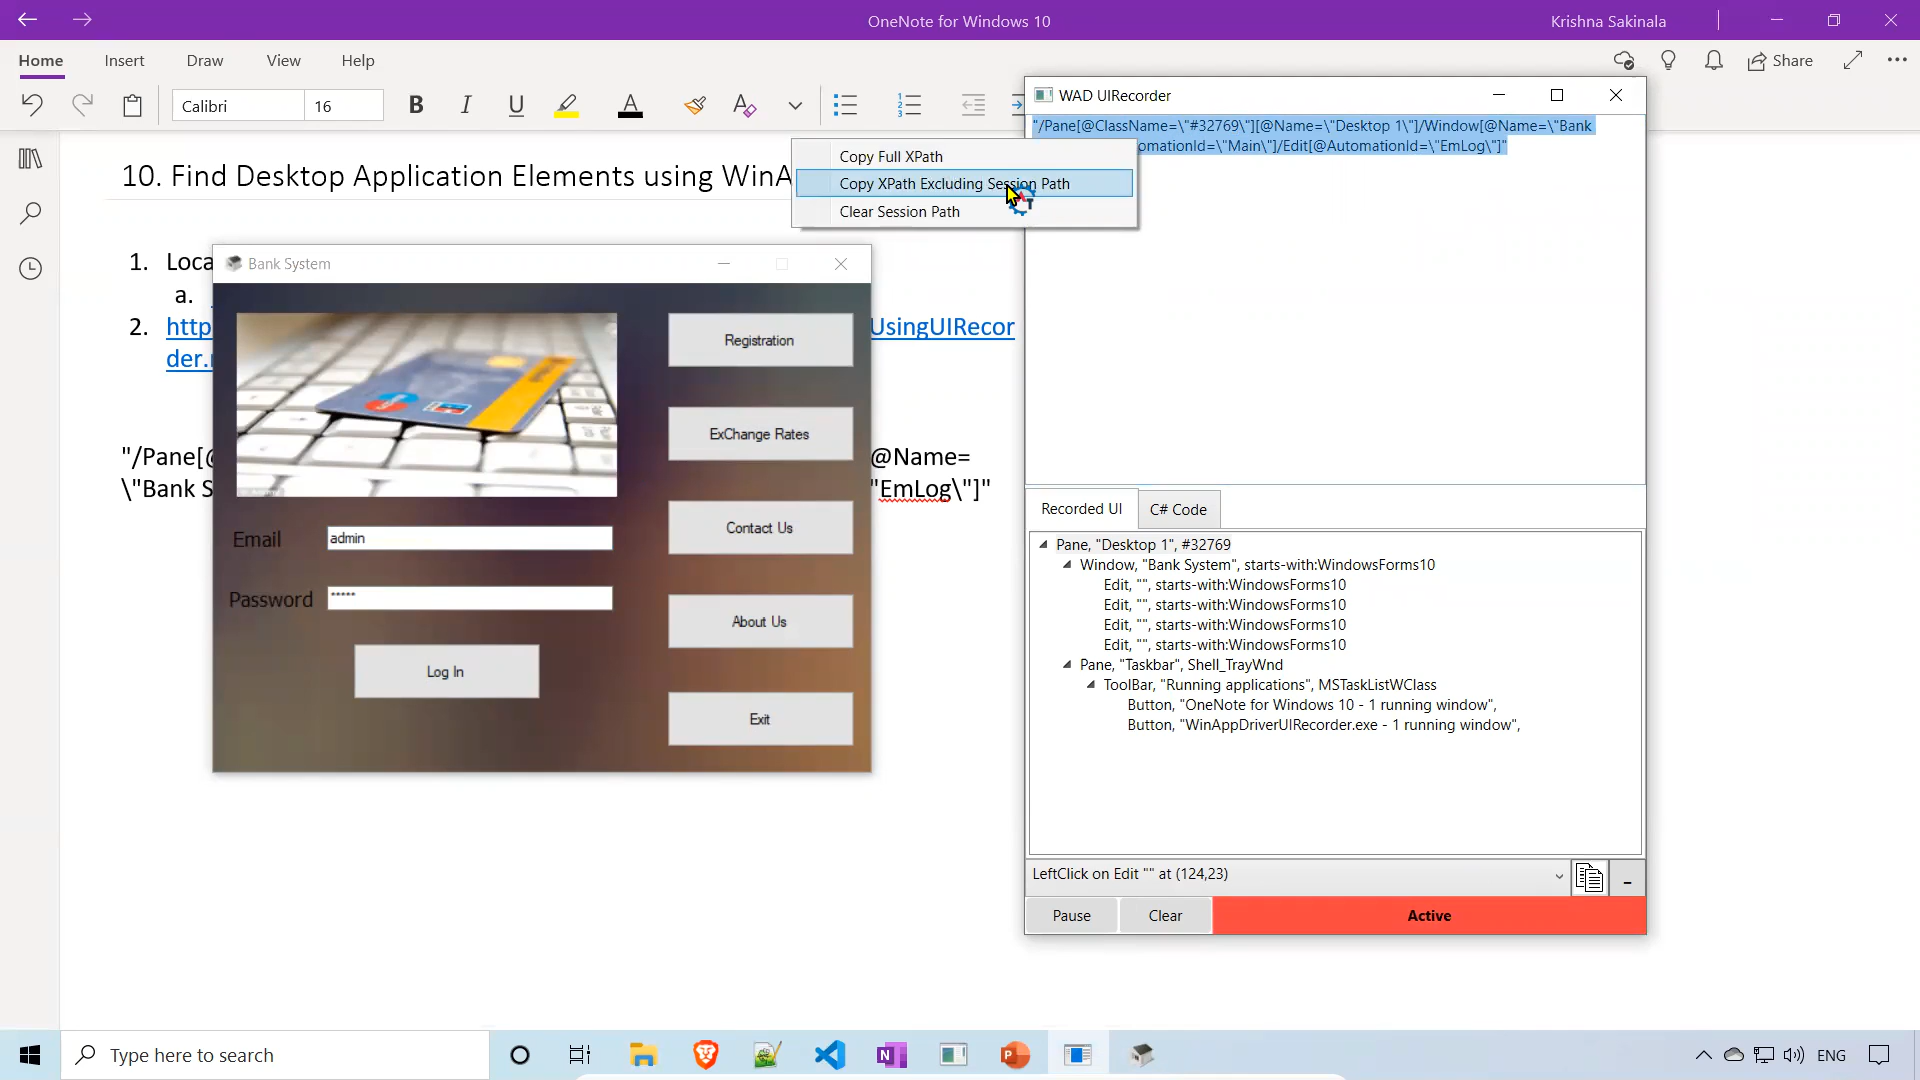 OneNote for Windows 10
Krishna Sakinala
Home
Insert
Draw
View
Help
Share
Calibri
16
B
I
U
A
A
WAD UIRecorder
"/Pane[@ClassName=\"#32769\"][@Name=\"Desktop 1\"]/Window[@Name=\"Bank
utomationId=\"Main\"]/Edit[@AutomationId=\"EmLog\"]"
Copy Full XPath
Copy XPath Excluding Session Path
Clear Session Path
10. Find Desktop Application Elements using WinA
1. Loca
a.
2. http
UsingUIRecor
der.
"/Pane[@
@Name=
\"Bank S
"EmLog\"]"
Bank System
Registration
ExChange Rates
Contact Us
About Us
Exit
Email
admin
Password
*****
Log In
Recorded UI
C# Code
Pane, "Desktop 1", #32769
Window, "Bank System", starts-with:WindowsForms10
Edit, "", starts-with:WindowsForms10
Edit, "", starts-with:WindowsForms10
Edit, "", starts-with:WindowsForms10
Edit, "", starts-with:WindowsForms10
Pane, "Taskbar", Shell_TrayWnd
ToolBar, "Running applications", MSTaskListWClass
Button, "OneNote for Windows 10 - 1 running window",
Button, "WinAppDriverUIRecorder.exe - 1 running window",
LeftClick on Edit "" at (124,23)
Pause
Clear
Active
Type here to search
ENG